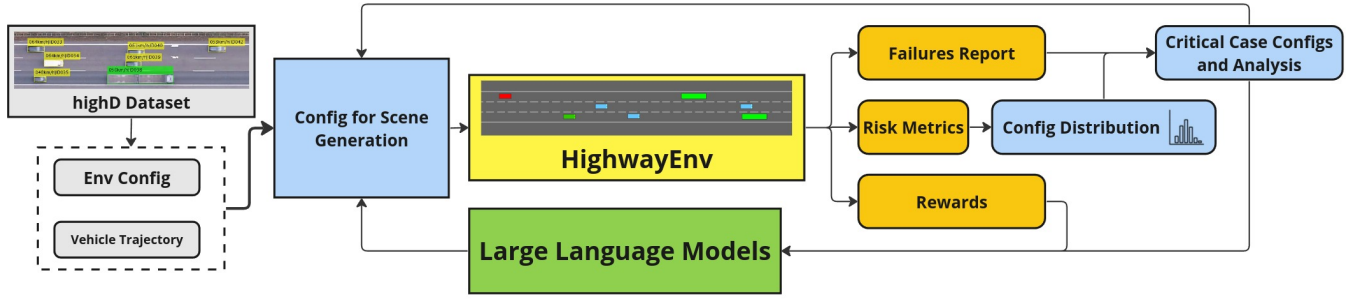 highD Dataset
Env Config
Vehicle Trajectory
Config for Scene
Generation
HighwayEnv
Large Language Models
Failures Report
Risk Metrics
Config Distribution
Rewards
Critical Case Configs
and Analysis